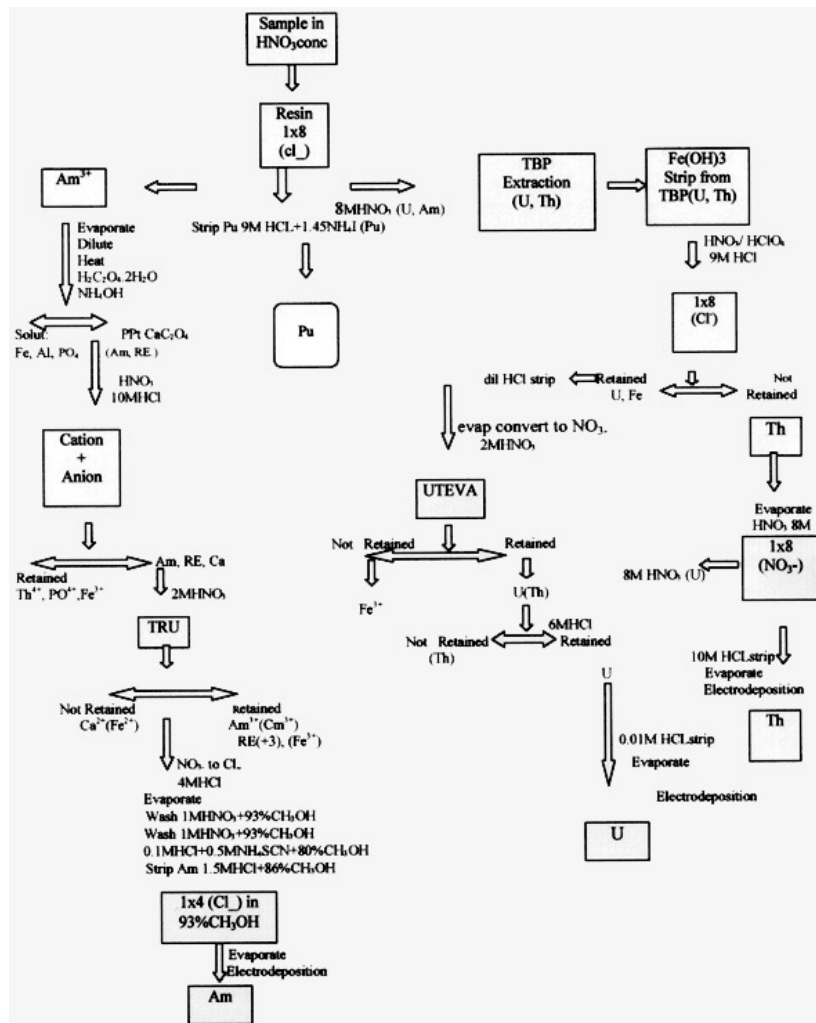 Sample in
HNO₃conc
Resin
1x8
(cl_)
Am³⁺
8MHNO₃ (U, Am)
Strip Pu 9M HCL+1.45NH₄I (Pu)
TBP
Extraction
(U, Th)
Fe(OH)3
Strip from
TBP(U, Th)
Evaporate
Dilute
Heat
H₂C₂O₄.2H₂O
NH₄OH
HNO₃/ HClO₄
9M HCl
Pu
1x8
(Cl⁻)
Solut:
Fe, Al, PO₄
PPt CaC₂O₄
(Am, RE.)
HNO₃
10MHCl
dil HCl strip
Retained
U, Fe
Not
Retained
evap convert to NO₃.
2MHNO₃
Th
Cation
+
Anion
UTEVA
Evaporate
HNO₃ 8M
1x8
(NO₃-)
8M HNO₃ (U)
Not Retained
Retained
Retained
Th⁴⁺, PO⁴⁺,Fe³⁺
Am, RE, Ca
2MHNO₃
Fe³⁺
U(Th)
6MHCl
Not Retained
(Th)
Retained
TRU
10M HCLstrip
Evaporate
Electrodeposition
U
Not Retained
Ca²⁺(Fe²⁺)
retained
Am³⁺(Cm³⁺)
RE(+3), (Fe³⁺)
Th
0.01M HCLstrip
Evaporate
Electrodeposition
NO₃. to Cl_
4MHCl
Evaporate
Wash 1MHNO₃+93%CH₃OH
Wash 1MHNO₃+93%CH₃OH
0.1MHCl+0.5MNH₄SCN+80%CH₃OH
Strip Am 1.5MHCl+86%CH₃OH
U
1x4 (Cl_) in
93%CH₃OH
Evaporate
Electrodeposition
Am